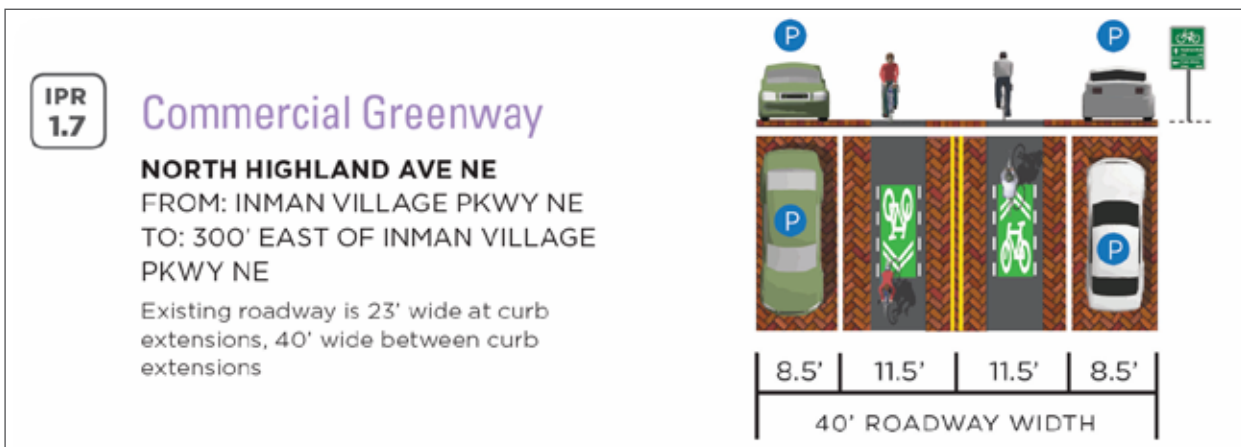 IPR
1.7
Commercial Greenway
NORTH HIGHLAND AVE NE
FROM: INMAN VILLAGE PKWY NE
TO: 300' EAST OF INMAN VILLAGE
PKWY NE
Existing roadway is 23' wide at curb
extensions, 40' wide between curb
extensions
P P
P P
8.5' 11.5' 11.5' 8.5'
40' ROADWAY WIDTH